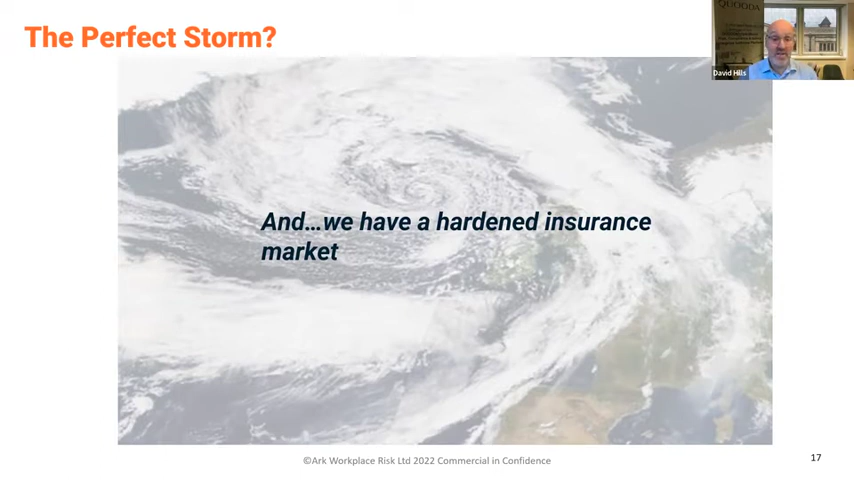 The Perfect Storm?
QUODDA
David Hills
And…we have a hardened insurance
market
©Ark Workplace Risk Ltd 2022 Commercial in Confidence
17